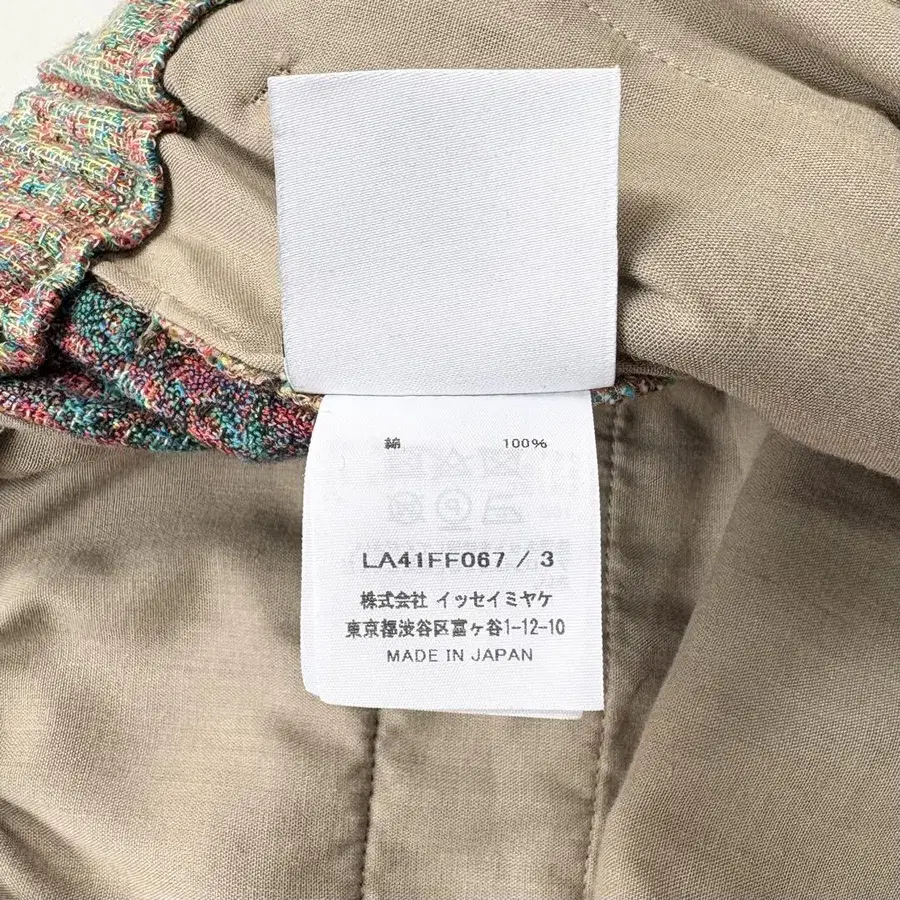 綿 100%
LA41FF067 / 3
株式会社 イッセイミヤケ
東京都渋谷区富ヶ谷1-12-10
MADE IN JAPAN